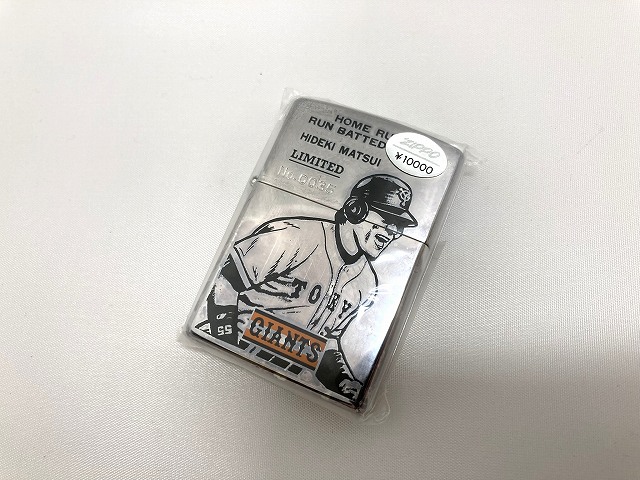 HOME RU
RUN BATTED
HIDEKI MATSUI
LIMITED
ZIPPO
¥10000
TOKY
55
GIANTS